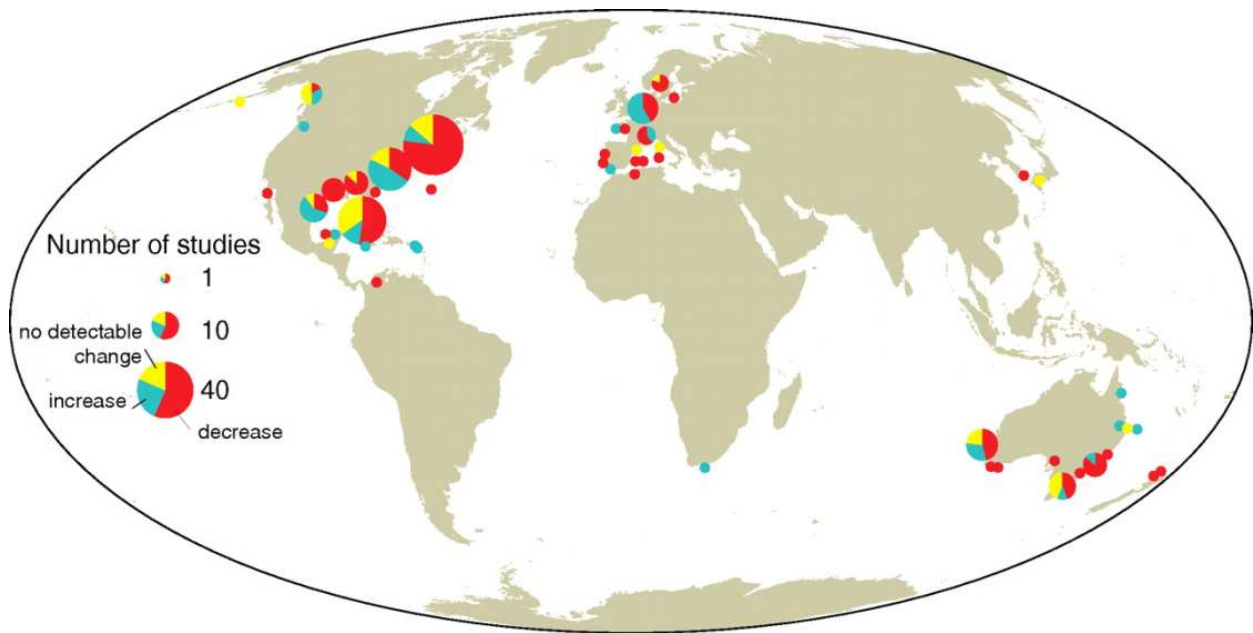 Number of studies
1
10
no detectable
change
40
increase
decrease